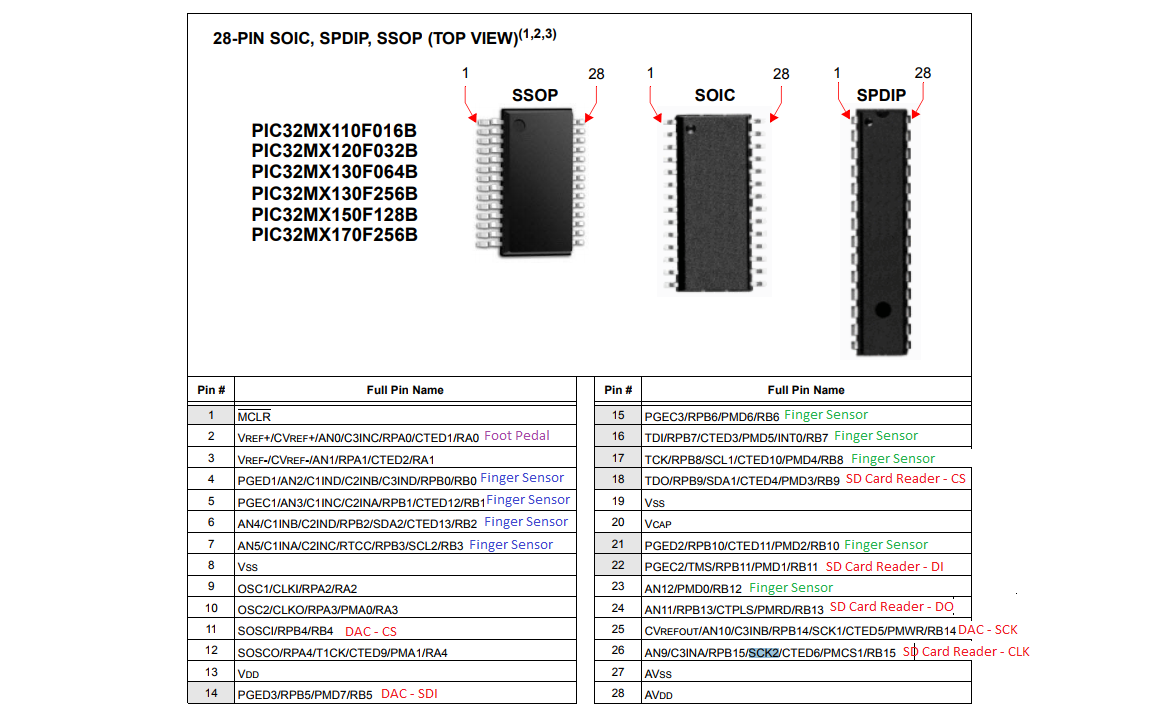 28-PIN SOIC, SPDIP, SSOP (TOP VIEW)(1,2,3)
1 28 1 28 1 28
SSOP SOIC SPDIP
PIC32MX110F016B
PIC32MX120F032B
PIC32MX130F064B
PIC32MX130F256B
PIC32MX150F128B
PIC32MX170F256B
Pin # Full Pin Name
1 MCLR
2 VREF+/CVREF+/AN0/C3INC/RPA0/CTED1/RA0 Foot Pedal
3 VREF-/CVREF-/AN1/RPA1/CTED2/RA1
4 PGED1/AN2/C1IND/C2INB/C3IND/RPB0/RB0 Finger Sensor
5 PGEC1/AN3/C1INC/C2INA/RPB1/CTED12/RB1 Finger Sensor
6 AN4/C1INB/C2IND/RPB2/SDA2/CTED13/RB2 Finger Sensor
7 AN5/C1INA/C2INC/RTCC/RPB3/SCL2/RB3 Finger Sensor
8 VSS
9 OSC1/CLKI/RPA2/RA2
10 OSC2/CLKO/RPA3/PMA0/RA3
11 SOSCI/RPB4/RB4 DAC - CS
12 SOSCO/RPA4/T1CK/CTED9/PMA1/RA4
13 VDD
14 PGED3/RPB5/PMD7/RB5 DAC - SDI
Pin # Full Pin Name
15 PGEC3/RPB6/PMD6/RB6 Finger Sensor
16 TDI/RPB7/CTED3/PMD5/INT0/RB7 Finger Sensor
17 TCK/RPB8/SCL1/CTED10/PMD4/RB8 Finger Sensor
18 TDO/RPB9/SDA1/CTED4/PMD3/RB9 SD Card Reader - CS
19 VSS
20 VCAP
21 PGED2/RPB10/CTED11/PMD2/RB10 Finger Sensor
22 PGEC2/TMS/RPB11/PMD1/RB11 SD Card Reader - DI
23 AN12/PMD0/RB12 Finger Sensor
24 AN11/RPB13/CTPLS/PMRD/RB13 SD Card Reader - DO
25 CVREFOUT/AN10/C3INB/RPB14/SCK1/CTED5/PMWR/RB14 DAC - SCK
26 AN9/C3INA/RPB15/SCK2/CTED6/PMCS1/RB15 SD Card Reader - CLK
27 AVSS
28 AVDD